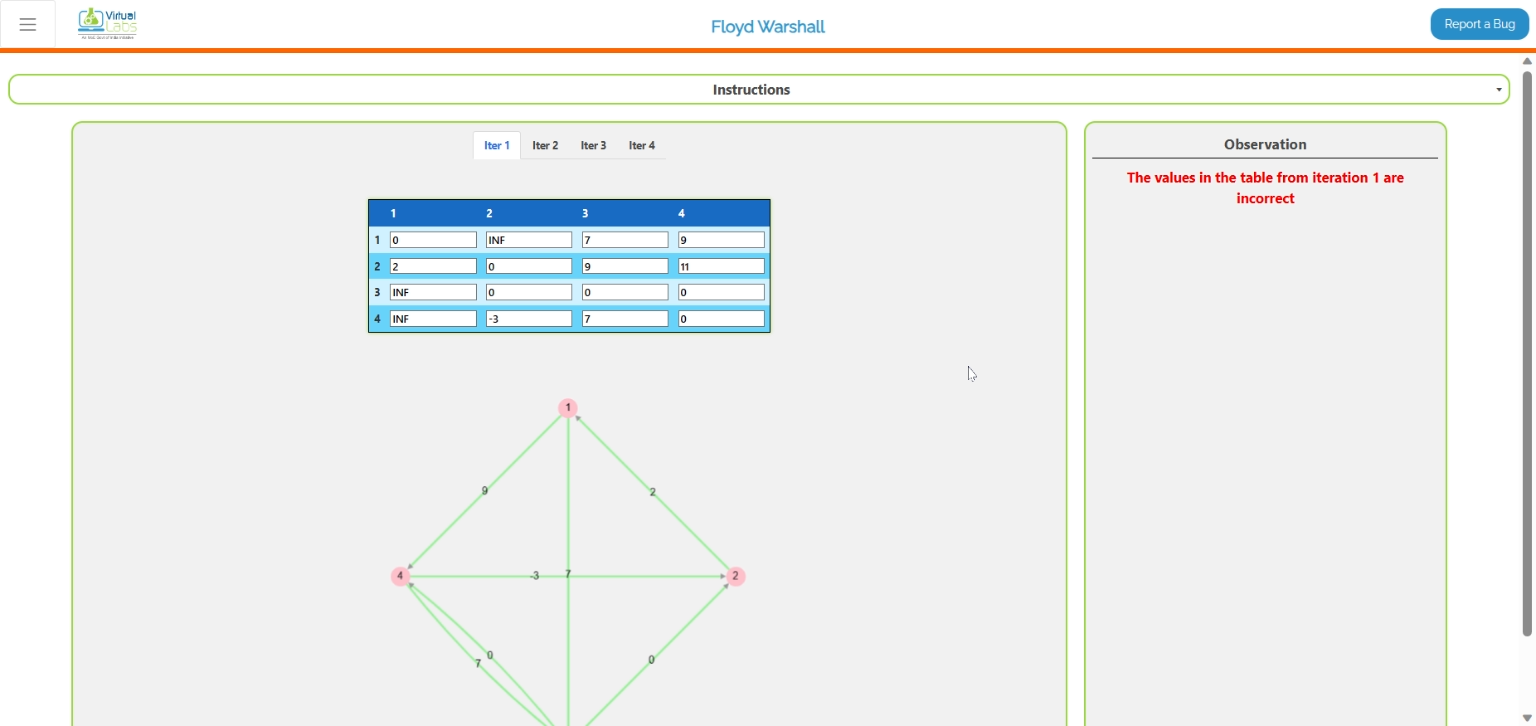 Virtual
Labs
Floyd Warshall
Report a Bug
Instructions
Iter 1 Iter 2 Iter 3 Iter 4
1 2 3 4
1 0 INF 7 9
2 2 0 9 11
3 INF 0 0 0
4 INF -3 7 0
Observation
The values in the table from iteration 1 are
incorrect
1
9 2
4 -3 7 2
7 0 0